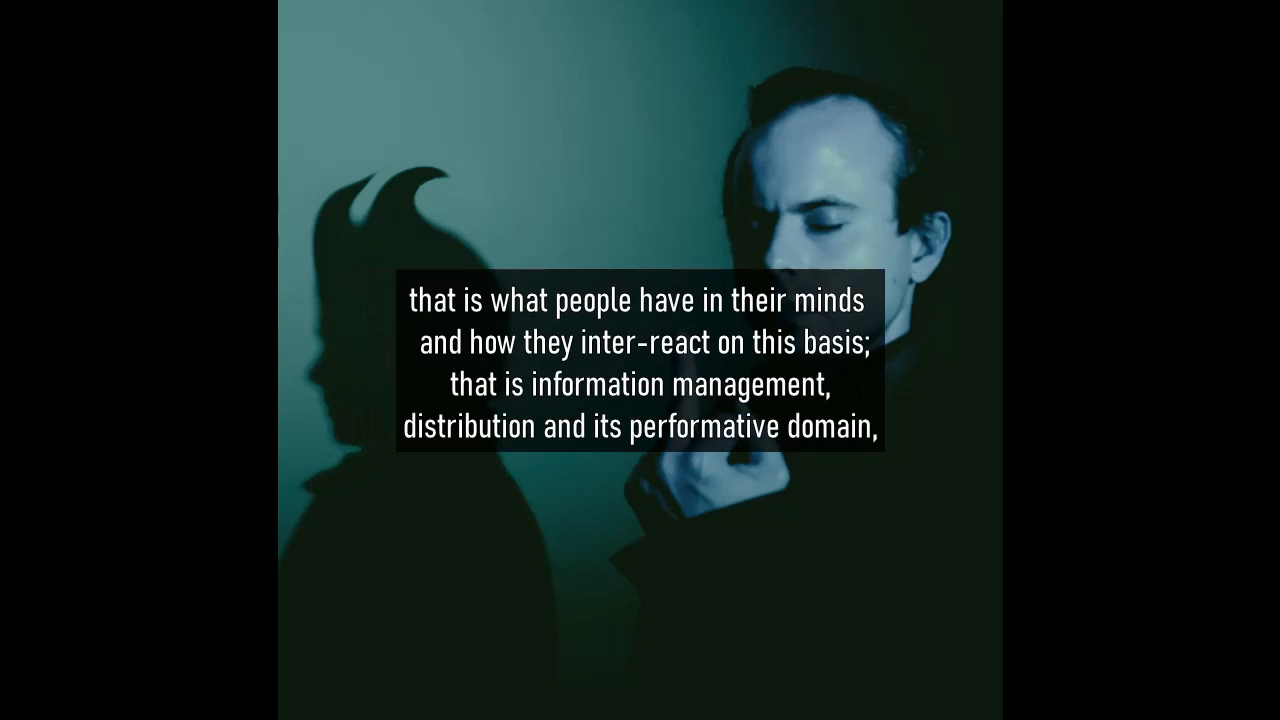 that is what people have in their minds
and how they inter-react on this basis;
that is information management,
distribution and its performative domain,